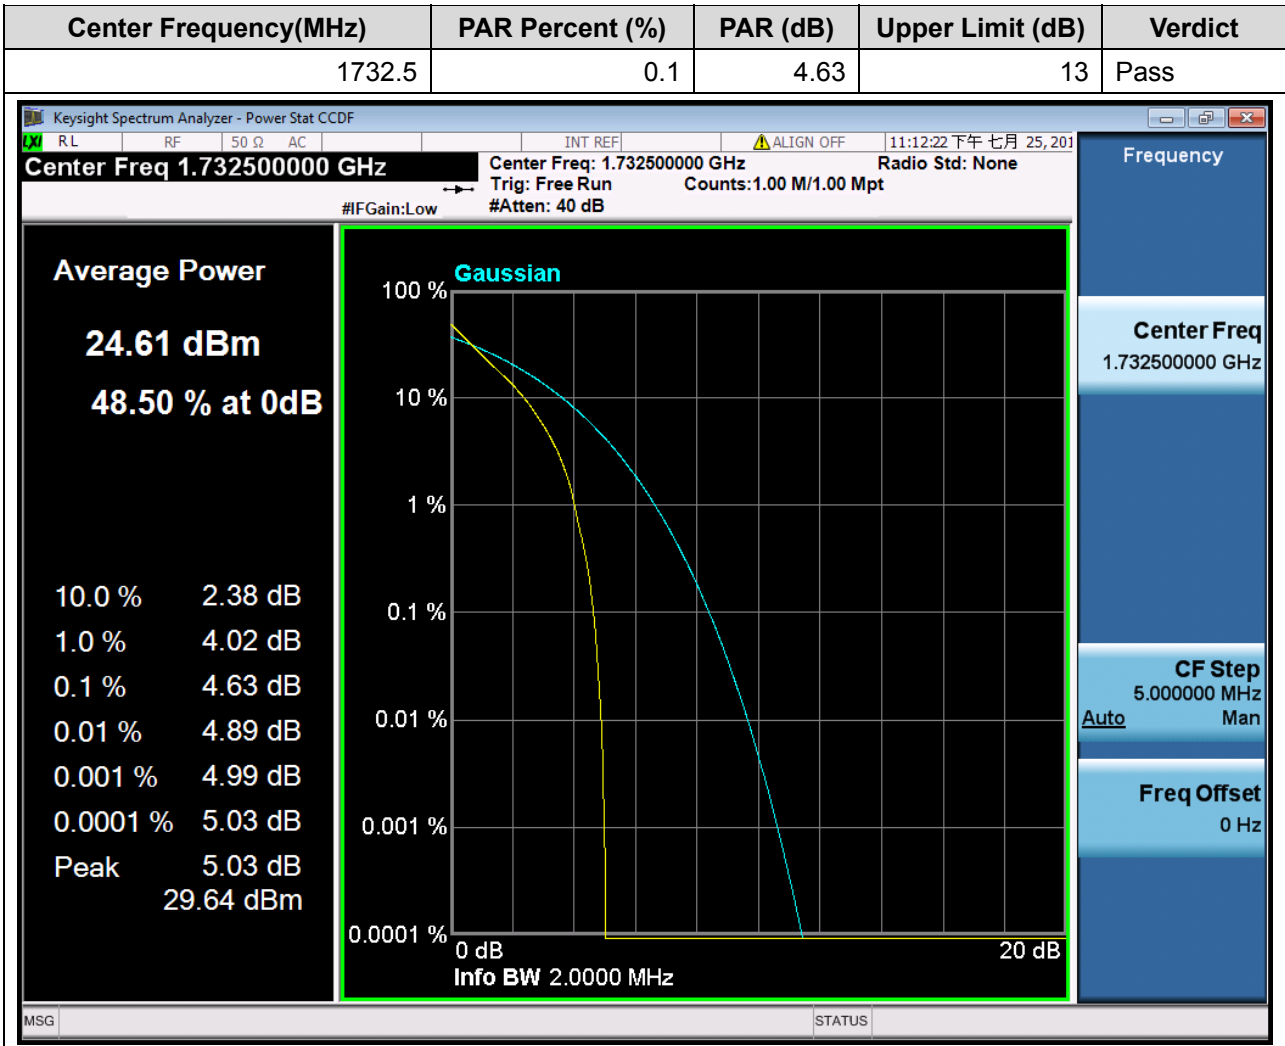 Center Frequency(MHz) PAR Percent (%) PAR (dB) Upper Limit (dB) Verdict
1732.5 0.1 4.63 13 Pass
Keysight Spectrum Analyzer - Power Stat CCDF
LXI RL RF 50 Ω AC INT REF ALIGN OFF 11:12:22 下午 七月 25, 201
Center Freq 1.732500000 GHz
Center Freq: 1.732500000 GHz Radio Std: None
Trig: Free Run Counts:1.00 M/1.00 Mpt
#IFGain:Low #Atten: 40 dB
Average Power
24.61 dBm
48.50 % at 0dB
10.0 % 2.38 dB
1.0 % 4.02 dB
0.1 % 4.63 dB
0.01 % 4.89 dB
0.001 % 4.99 dB
0.0001 % 5.03 dB
Peak 5.03 dB
29.64 dBm
Gaussian
100 %
10 %
1 %
0.1 %
0.01 %
0.001 %
0.0001 %
0 dB 20 dB
Info BW 2.0000 MHz
Frequency
Center Freq
1.732500000 GHz
CF Step
5.000000 MHz
Auto Man
Freq Offset
0 Hz
MSG STATUS